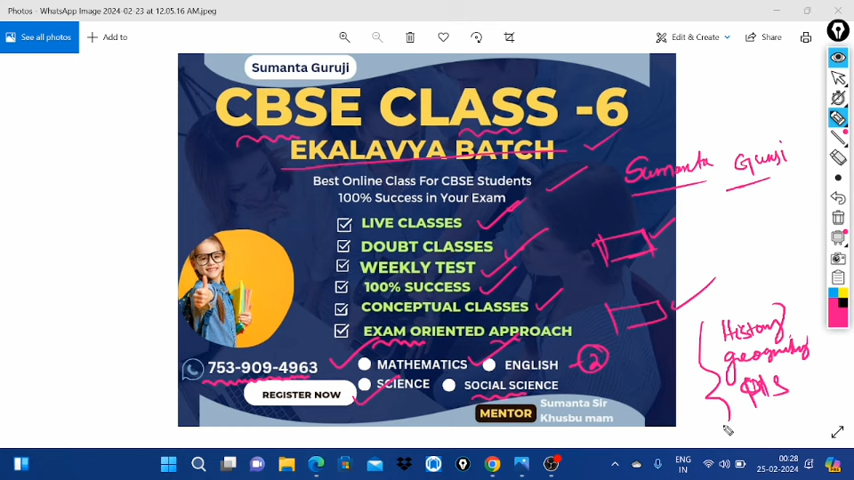 Photos - WhatsApp Image 2024-02-23 at 12.05.16 AM.jpeg
See all photos
Add to
Edit & Create
Share
Sumanta Guruji
CBSE CLASS -6
EKALAVYA BATCH
Best Online Class For CBSE Students
100% Success in Your Exam
LIVE CLASSES
DOUBT CLASSES
WEEKLY TEST
100% SUCCESS
CONCEPTUAL CLASSES
EXAM ORIENTED APPROACH
753-909-4963
MATHEMATICS
ENGLISH
SCIENCE
SOCIAL SCIENCE
REGISTER NOW
MENTOR
Sumanta Sir
Khusbu mam
Sumanta
2
History
ENG
IN
00:28
25-02-2024